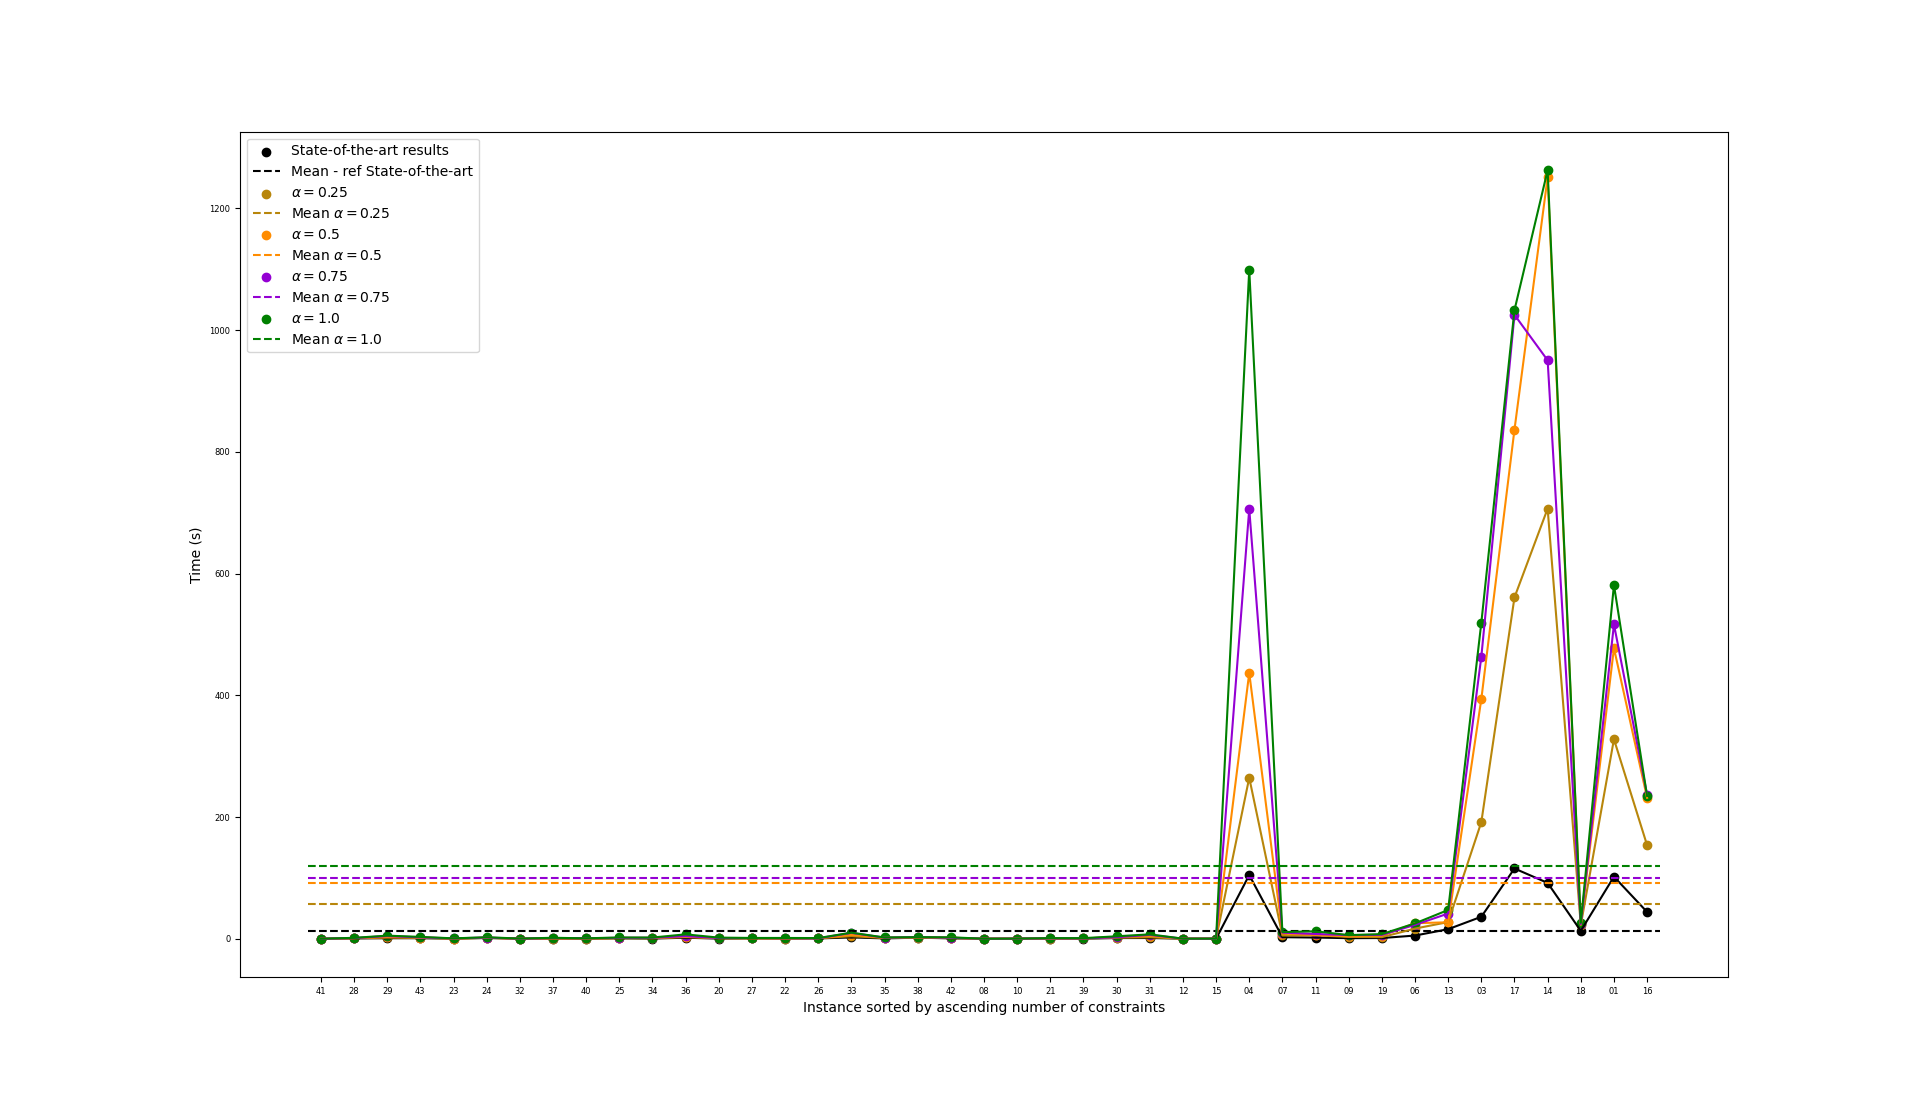 State-of-the-art results
Mean - ref State-of-the-art
α = 0.25
Mean α = 0.25
α = 0.5
Mean α = 0.5
α = 0.75
Mean α = 0.75
α = 1.0
Mean α = 1.0
1200
1000
800
600
400
200
0
Time (s)
41 28 29 43 23 24 32 37 40 25 34 36 20 27 22 26 33 35 38 42 08 10 21 39 30 31 12 15 04 07 11 09 19 06 13 03 17 14 18 01 16
Instance sorted by ascending number of constraints